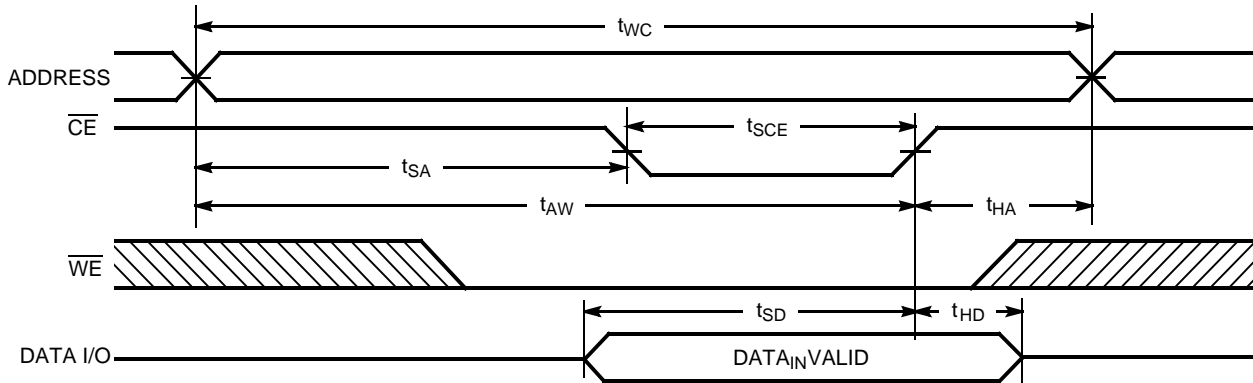 tWC
ADDRESS
CE
tSCE
tSA
tAW
tHA
WE
tSD
tHD
DATA I/O
DATAINVALID